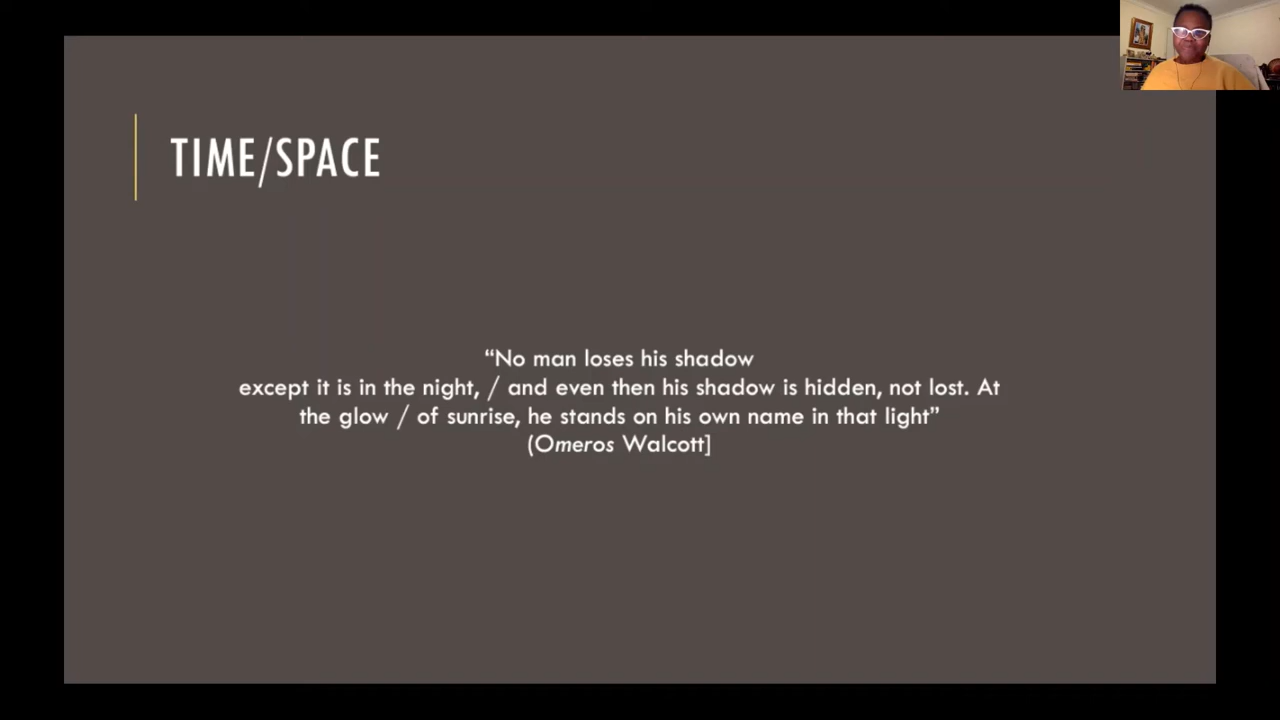 TIME/SPACE
“No man loses his shadow
except it is in the night, / and even then his shadow is hidden, not lost. At
the glow / of sunrise, he stands on his own name in that light”
(Omeros Walcott]